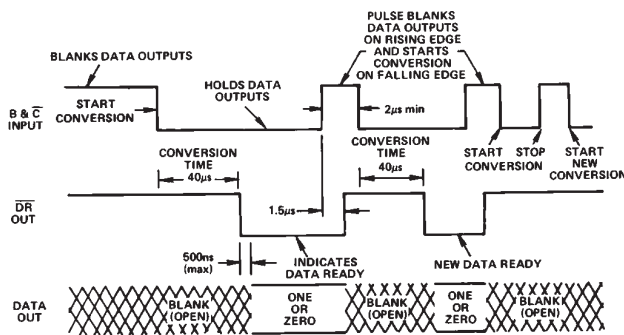 PULSE BLANKS
DATA OUTPUTS
ON RISING EDGE
AND STARTS
CONVERSION
ON FALLING EDGE
BLANKS DATA OUTPUTS
HOLDS DATA
OUTPUTS
B & C̅
INPUT
START
CONVERSION
2µs min
CONVERSION
TIME
40µs
CONVERSION
TIME
40µs
START
CONVERSION
STOP
START
NEW
CONVERSION
D̅R̅
OUT
1.5µs
500ns
(max)
INDICATES
DATA READY
NEW DATA READY
DATA
OUT
BLANK
(OPEN)
ONE
OR
ZERO
BLANK
(OPEN)
ONE
OR
ZERO
BLANK
(OPEN)